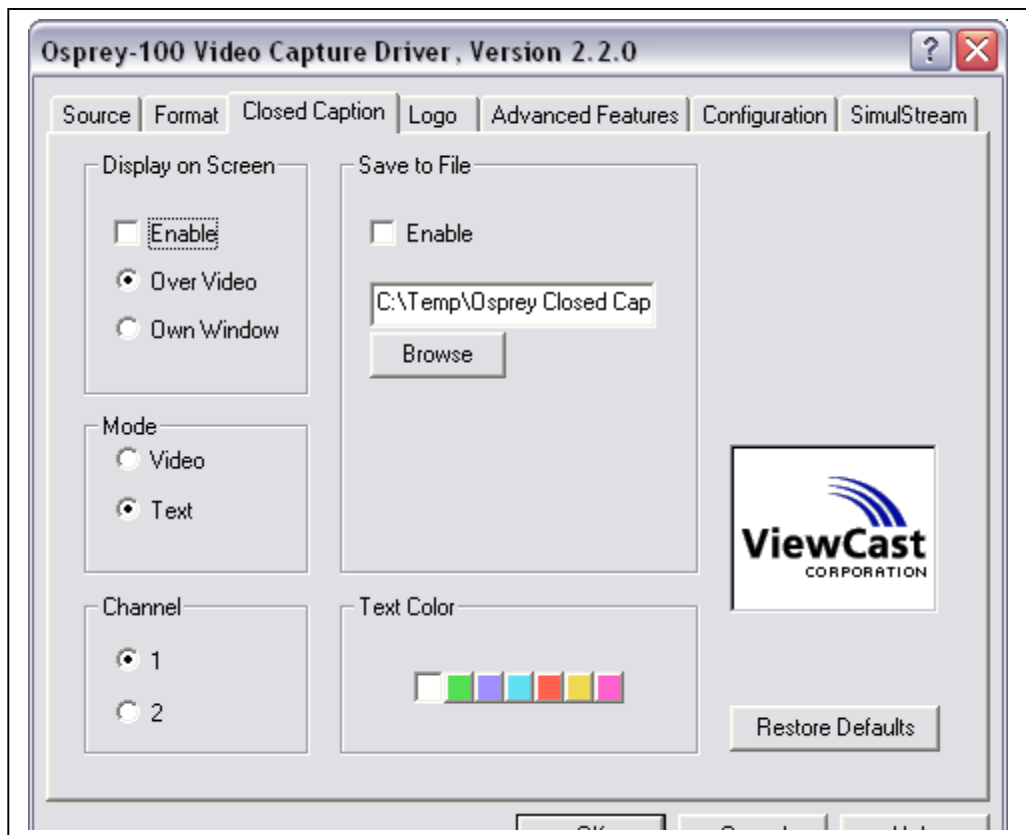 Osprey-100 Video Capture Driver, Version 2.2.0
Source Format Closed Caption Logo Advanced Features Configuration SimulStream
Display on Screen
Enable
Over Video
Own Window
Save to File
Enable
C:\Temp\Osprey Closed Cap
Browse
Mode
Video
Text
ViewCast
CORPORATION
Channel
1
2
Text Color
Restore Defaults